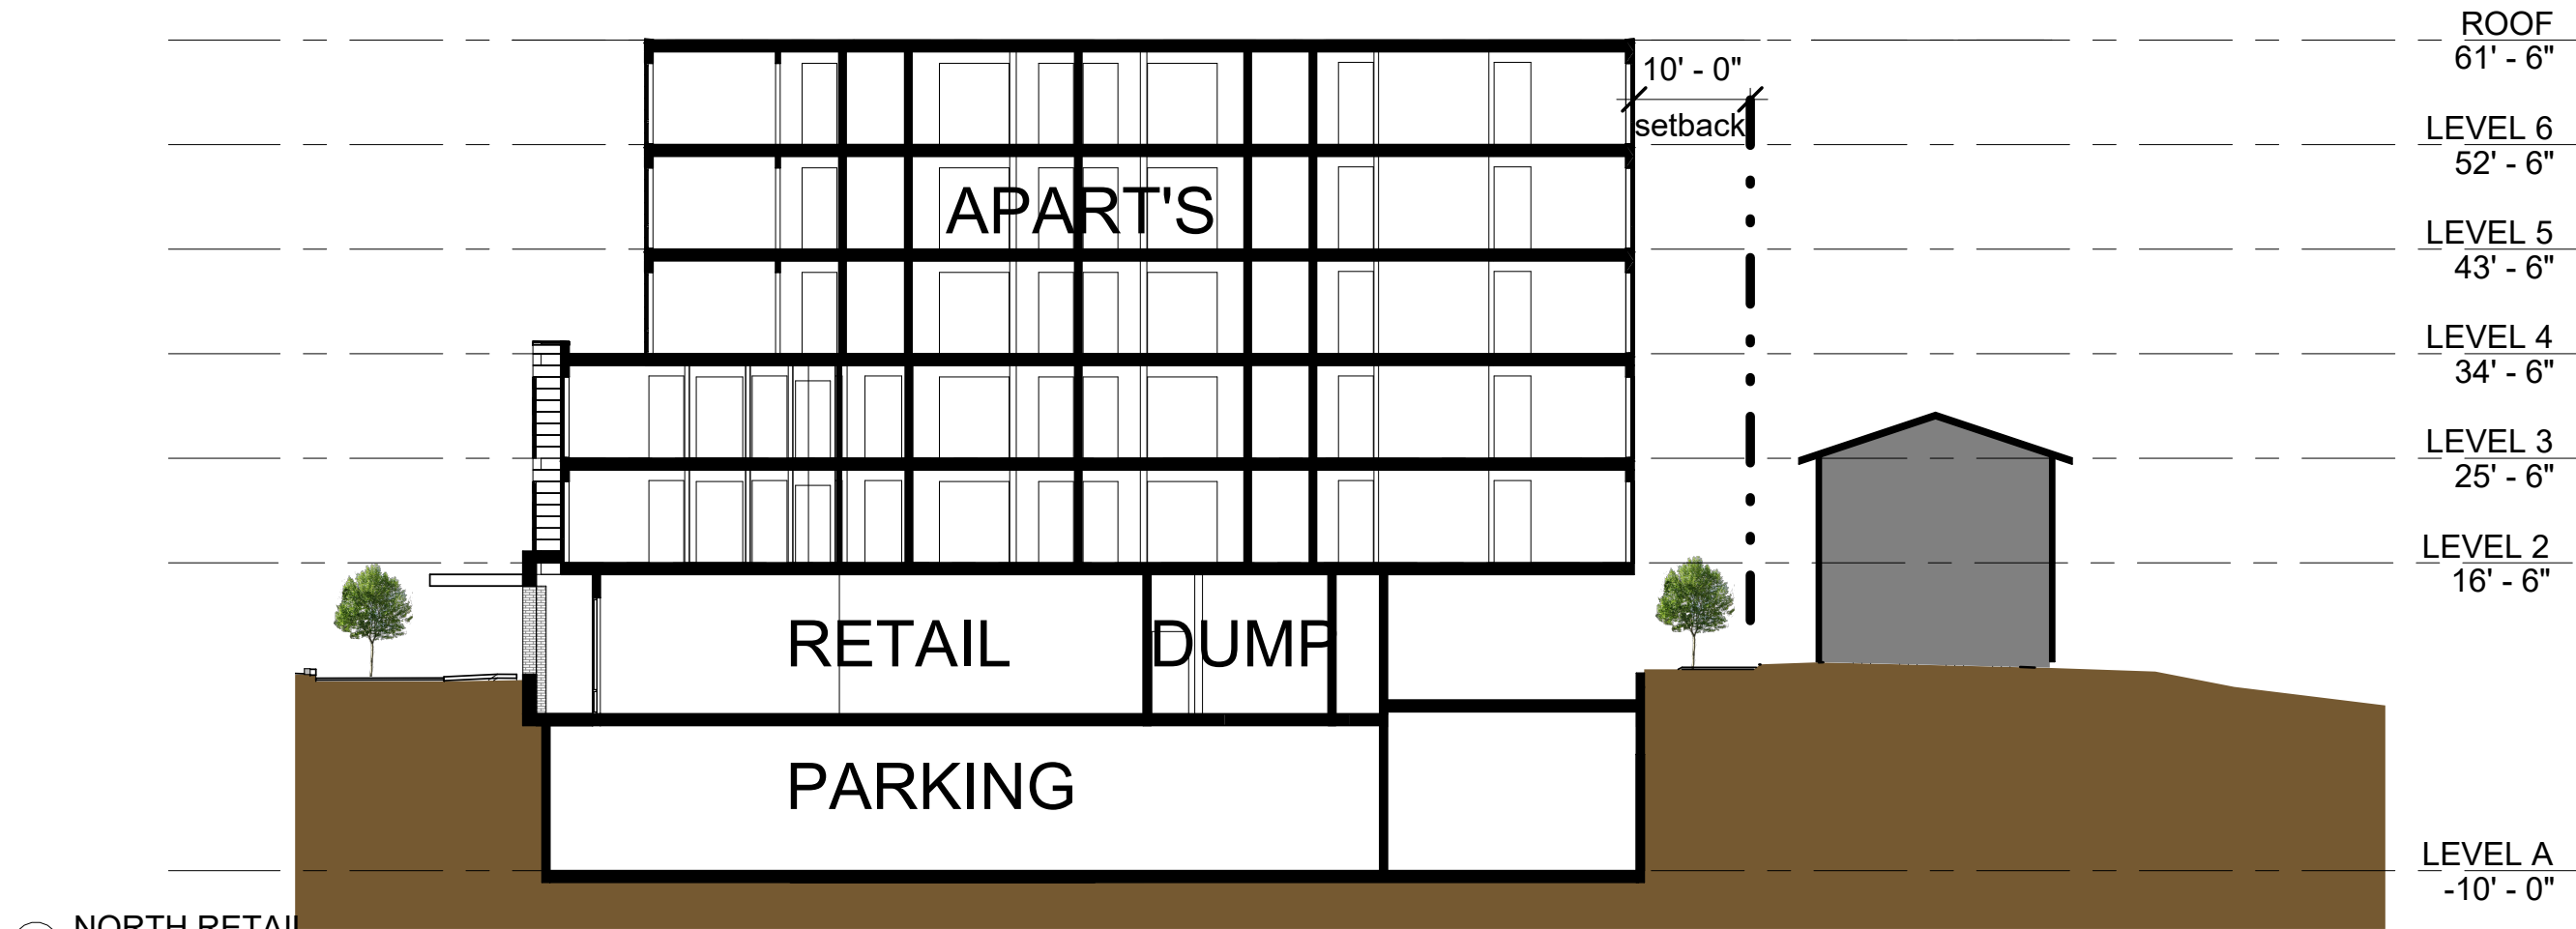 ROOF
61' - 6"
10' - 0"
setback
LEVEL 6
52' - 6"
APART'S
LEVEL 5
43' - 6"
LEVEL 4
34' - 6"
LEVEL 3
25' - 6"
LEVEL 2
16' - 6"
RETAIL
DUMP
PARKING
LEVEL A
-10' - 0"
NORTH RETAIL